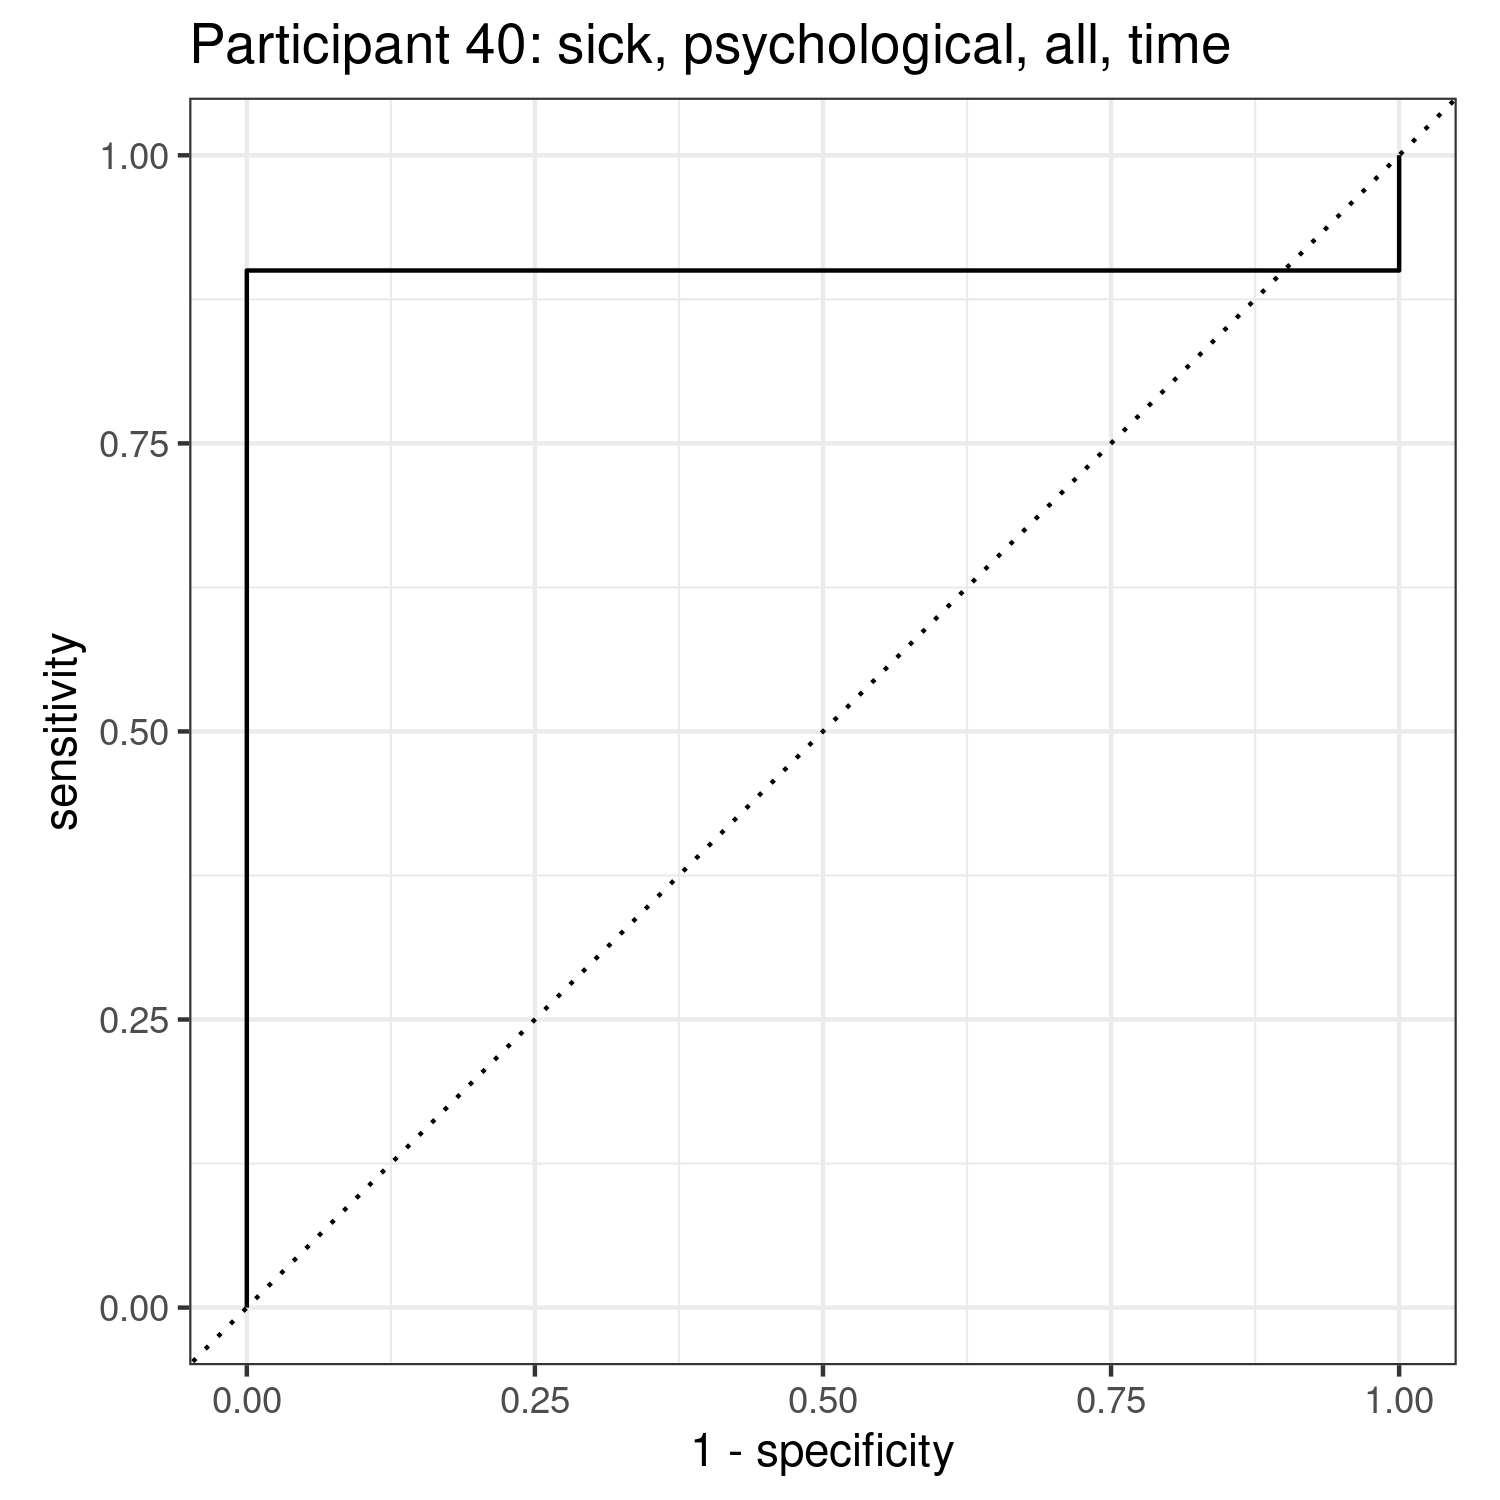 Participant 40: sick, psychological, all, time
1.00
0.75
0.50
0.25
0.00
sensitivity
0.00 0.25 0.50 0.75 1.00
1 - specificity